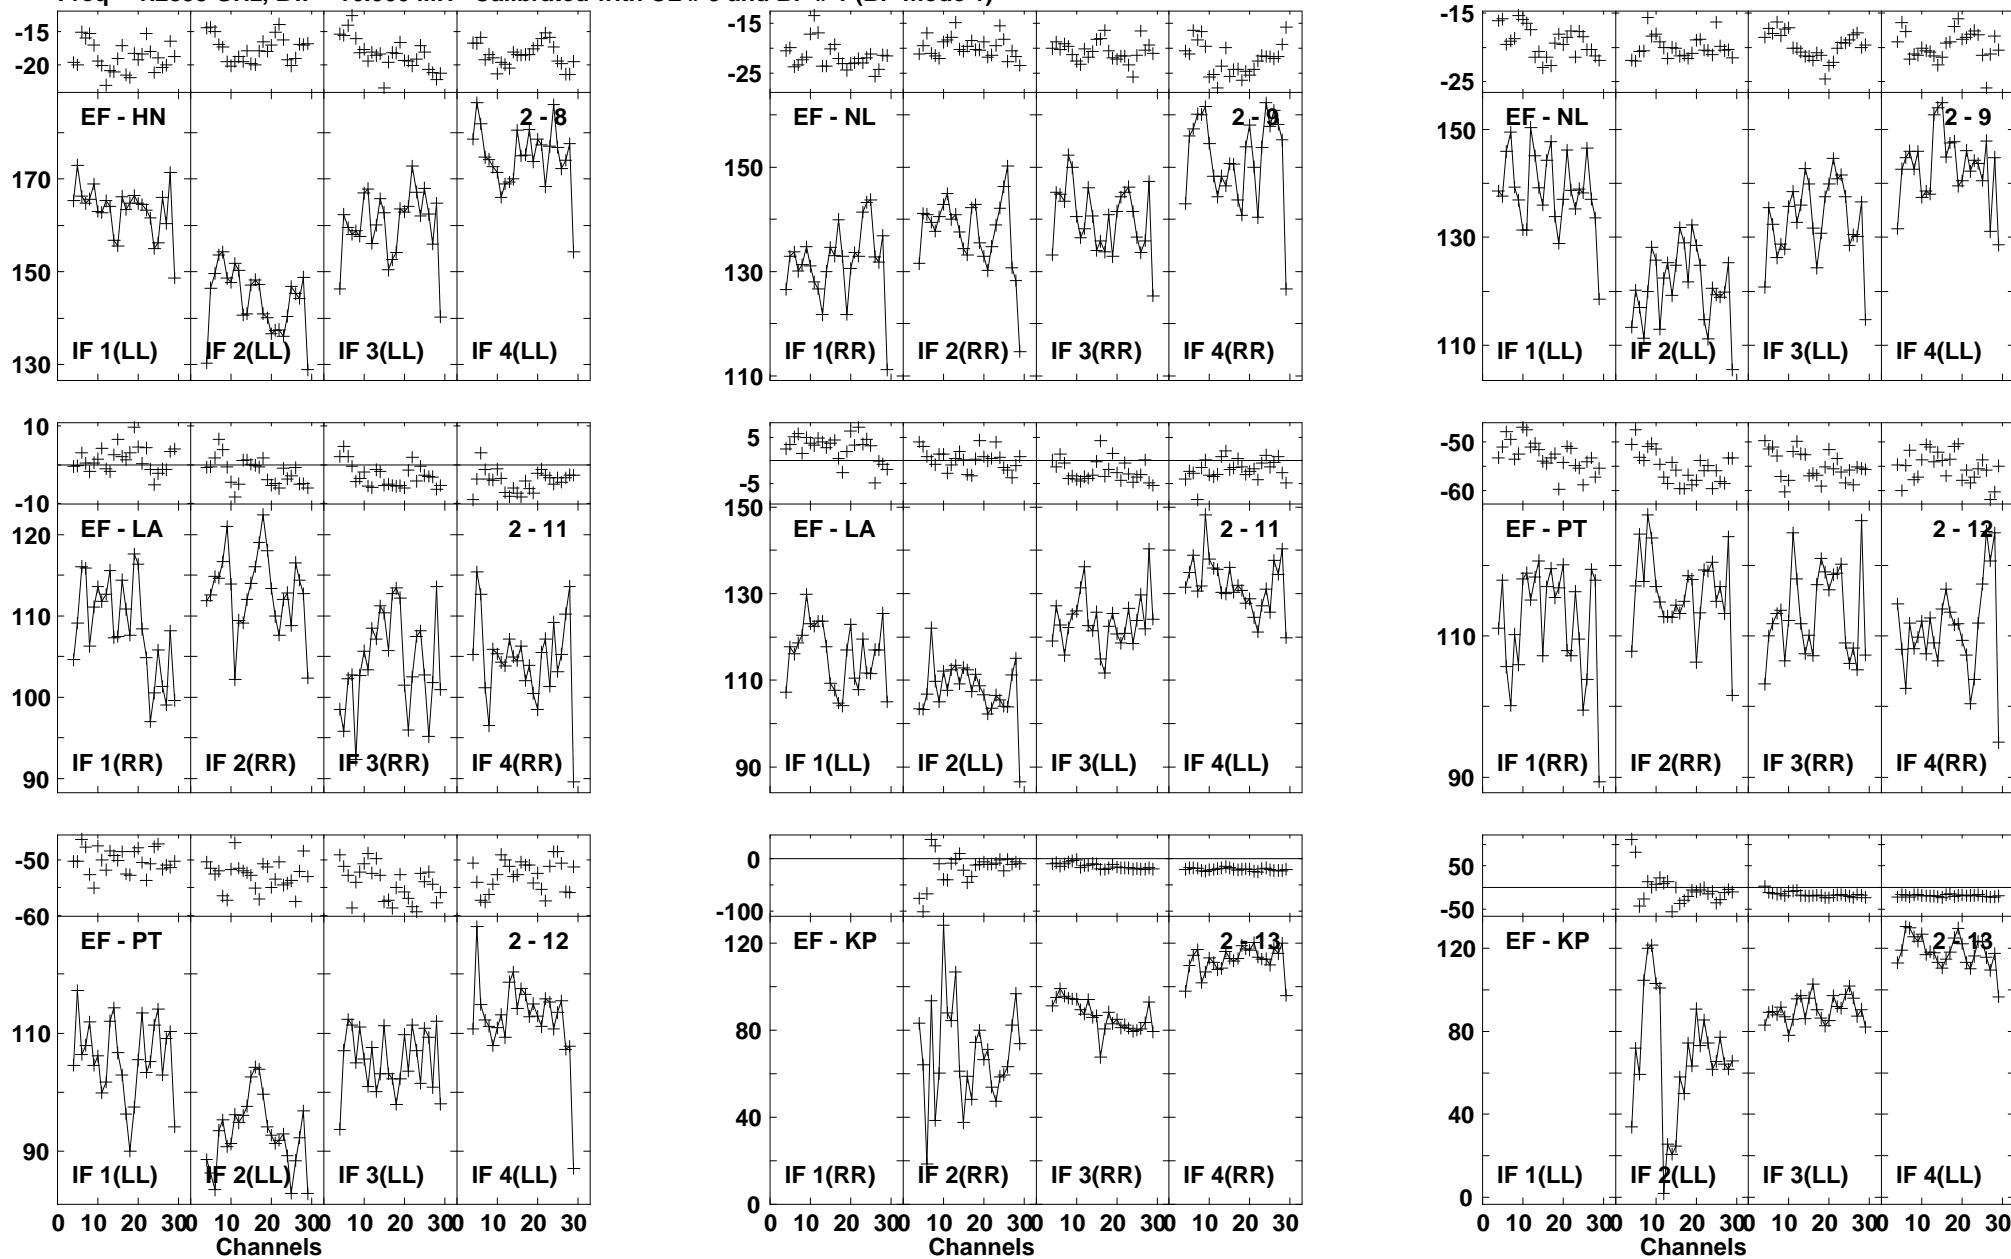 -15 -15 -15
-20 -25 -25
EF - HN 2 - 8 EF - NL 2 - 9 EF - NL 2 - 9
170 150 150
150 130 130
130 110 110
IF 1(LL) IF 2(LL) IF 3(LL) IF 4(LL) IF 1(RR) IF 2(RR) IF 3(RR) IF 4(RR) IF 1(LL) IF 2(LL) IF 3(LL) IF 4(LL)
10 5 -50
-10 -5 -60
EF - LA 2 - 11 EF - LA 2 - 11 EF - PT 2 - 12
120 150
110 130 110
100 110
90 90 90
IF 1(RR) IF 2(RR) IF 3(RR) IF 4(RR) IF 1(LL) IF 2(LL) IF 3(LL) IF 4(LL) IF 1(RR) IF 2(RR) IF 3(RR) IF 4(RR)
-50 0 50
-60 -100 -50
EF - PT 2 - 12 EF - KP 2 - 13 EF - KP 2 - 13
110 120 120
90 80 80
40 40
0 0
IF 1(LL) IF 2(LL) IF 3(LL) IF 4(LL) IF 1(RR) IF 2(RR) IF 3(RR) IF 4(RR) IF 1(LL) IF 2(LL) IF 3(LL) IF 4(LL)
0 10 20 30 0 10 20 30 0 10 20 30 0 10 20 30 0 10 20 30 0 10 20 30 0 10 20 30 0 10 20 30 0 10 20 30 0 10 20 30 0 10 20 30 0 10 20 30
Channels Channels Channels